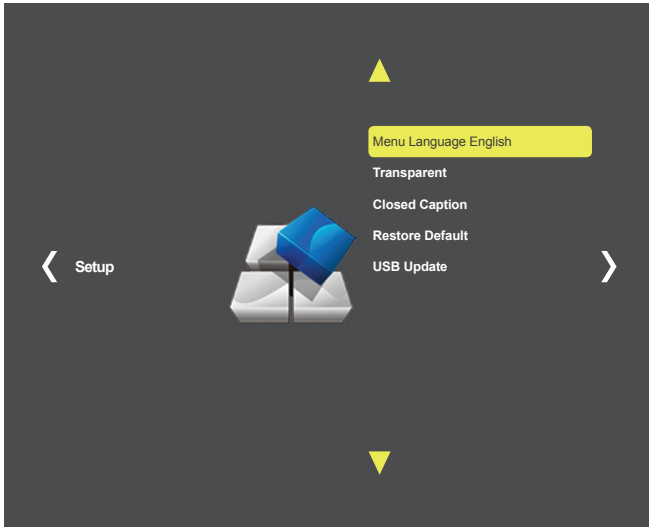 Menu Language English
Transparent
Closed Caption
Restore Default
Setup
USB Update